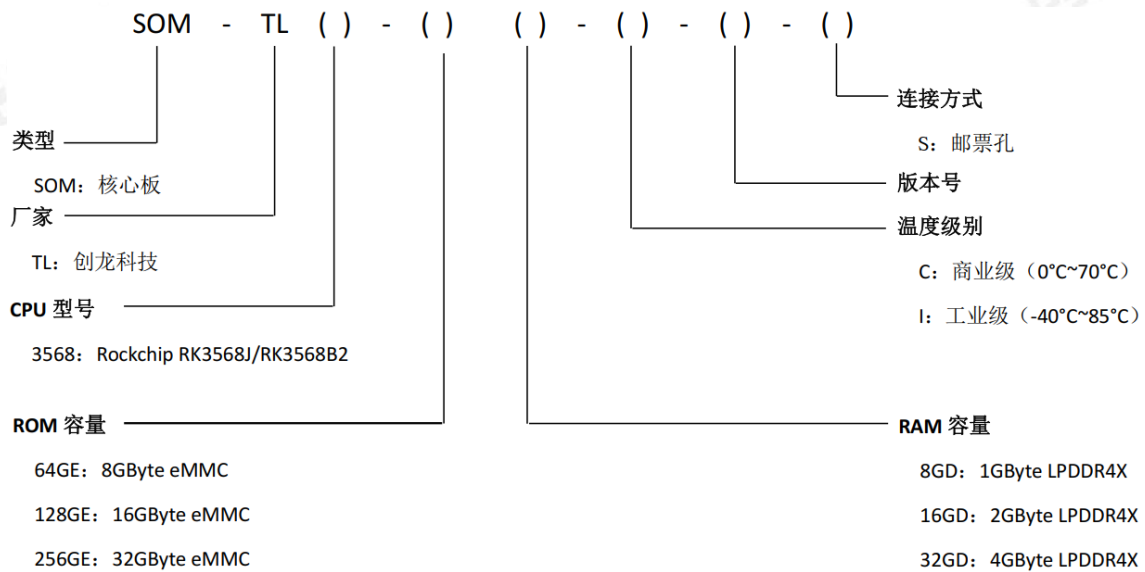 SOM - TL ( ) - ( ) ( ) - ( ) - ( ) - ( )
连接方式
S：邮票孔
类型
SOM：核心板
版本号
厂家
温度级别
TL：创龙科技
C：商业级（0°C~70°C）
CPU 型号
I：工业级（-40°C~85°C）
3568：Rockchip RK3568J/RK3568B2
ROM 容量
RAM 容量
64GE：8GByte eMMC
8GD：1GByte LPDDR4X
128GE：16GByte eMMC
16GD：2GByte LPDDR4X
256GE：32GByte eMMC
32GD：4GByte LPDDR4X